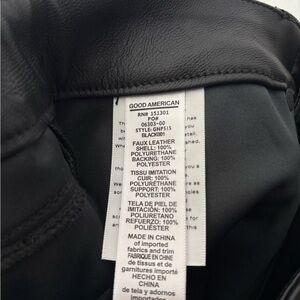 GOOD AMERICAN
RN# 151301
PO#
06303-00
STYLE: GNP515
BLACK001
FAUX LEATHER
SHELL: 100%
POLYURETHANE
BACKING: 100%
POLYESTER
TISSU IMITATION
CUIR: 100%
POLYURETHANE
SUPPORT: 100%
POLYESTER
TELA DE PIEL DE
IMITACIÓN: 100%
POLIURETANO
REFUERZO: 100%
POLIÉSTER
MADE IN CHINA
of imported
fabrics and trim
FABRIQUÉ EN CHINE
de tissus et de
garnitures importés
HECHO EN
CHINA
de tela y adornos